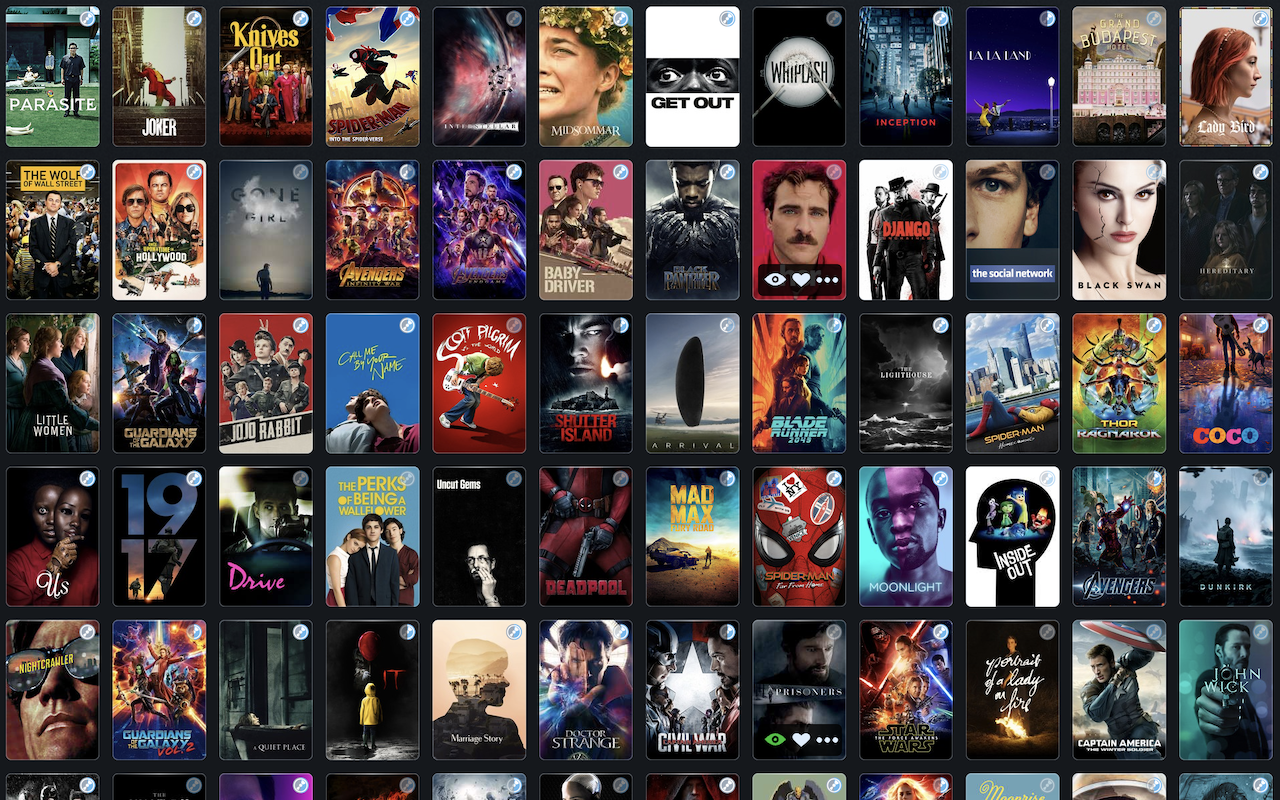 PARASITE
JOKER
Knives
Out
SPIDER-MAN
INTO THE SPIDER-VERSE
INTERSTELLAR
MIDSOMMAR
GET OUT
WHIPLASH
INCEPTION
LA LA LAND
THE
GRAND
BUDAPEST
HOTEL
Lady Bird
THE WOLF
OF WALL STREET
HOLLYWOOD
GONE
GIRL
AVENGERS
INFINITY WAR
AVENGERS
ENDGAME
BABY
DRIVER
BLACK
PANTHER
DJANGO
the social network
BLACK SWAN
HEREDITARY
LITTLE
WOMEN
GUARDIANS
OF THE GALAXY
JOJO RABBIT
CALL ME
BY YOUR
NAME
SCOTT PILGRIM
VS. THE WORLD
SHUTTER
ISLAND
ARRIVAL
BLADE
RUNNER
2049
THE
LIGHTHOUSE
SPIDER-MAN
Homecoming
THOR
RAGNAROK
COCO
Us
19
17
Drive
THE PERKS
OF BEING A
WALLFLOWER
Uncut Gems
DEADPOOL
MAD
MAX
FURY ROAD
I ♥
NY
SPIDER-MAN
Far From Home
MOONLIGHT
INSIDE
OUT
AVENGERS
DUNKIRK
NIGHTCRAWLER
GUARDIANS
OF THE GALAXY
VOL. 2
A QUIET PLACE
IT
Marriage Story
DOCTOR
STRANGE
CIVIL WAR
PRISONERS
STAR
THE FORCE AWAKENS
WARS
portrait
of a lady
on fire
CAPTAIN AMERICA
THE WINTER SOLDIER
JOHN
WICK
Moonrise